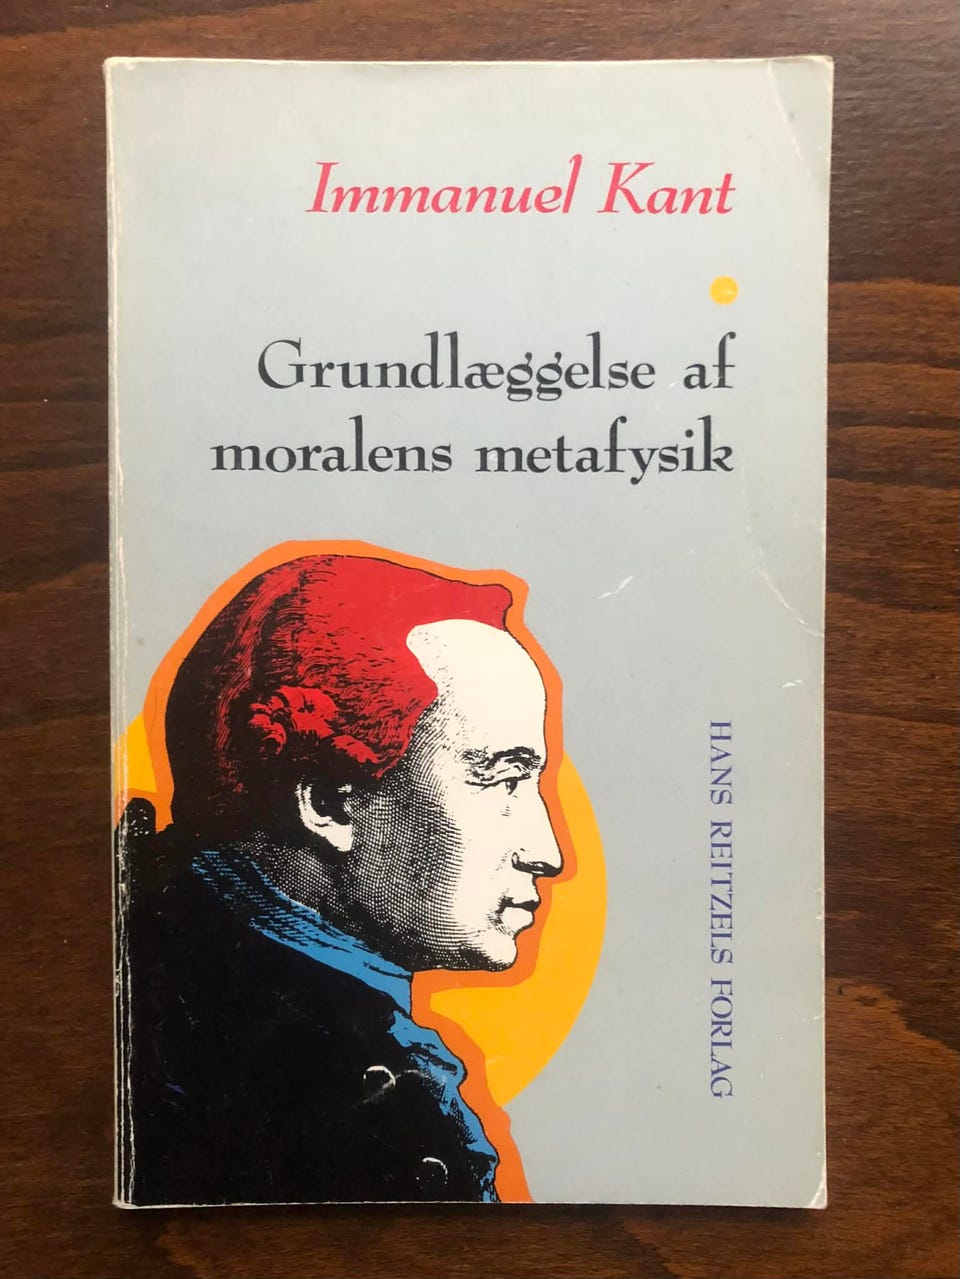 Immanuel Kant
Grundlæggelse af
moralens metafysik
HANS REITZELS FORLAG